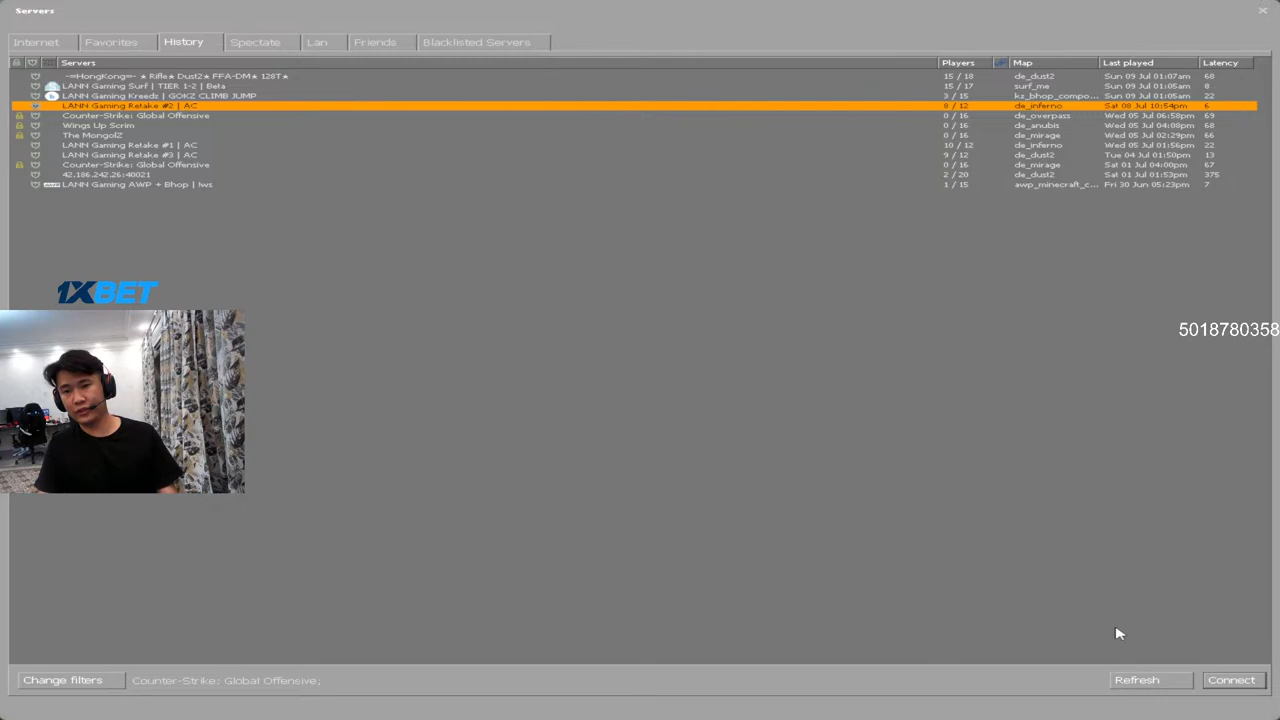 Servers
Internet Favorites History Spectate Lan Friends Blacklisted Servers
Servers Players Map Last played Latency
-=HongKong=- ★ Rifle★ Dust2★ FFA-DM★ 128T★ 15 / 18 de_dust2 Sun 09 Jul 01:07am 68
LANN Gaming Surf | TIER 1-2 | Beta 2 / 15 surf_me Sun 09 Jul 01:05am 8
LANN Gaming Kreedz | GOKZ CLIMB JUMP 3 / 15 kz_bhop_compo... Sun 09 Jul 01:05am 22
LANN Gaming Retake #2 | AC 8 / 12 de_inferno Sat 08 Jul 10:54pm 6
Counter-Strike: Global Offensive 0 / 16 de_overpass Wed 05 Jul 06:58pm 69
Wings Up Scrim 0 / 16 de_anubis Wed 05 Jul 04:08pm 68
The MongolZ 0 / 16 de_mirage Wed 05 Jul 02:29pm 66
LANN Gaming Retake #1 | AC 10 / 12 de_inferno Wed 05 Jul 01:56pm 22
LANN Gaming Retake #3 | AC 9 / 12 de_dust2 Tue 04 Jul 01:50pm 13
Counter-Strike: Global Offensive 0 / 16 de_mirage Sat 01 Jul 04:00pm 67
42.186.242.26:40021 2 / 20 de_dust2 Sat 01 Jul 01:53pm 375
LANN Gaming AWP + Bhop | !ws 1 / 15 awp_minecraft_c... Fri 30 Jun 05:23pm 7
1XBET
5018780358
Change filters Counter-Strike: Global Offensive; Refresh Connect